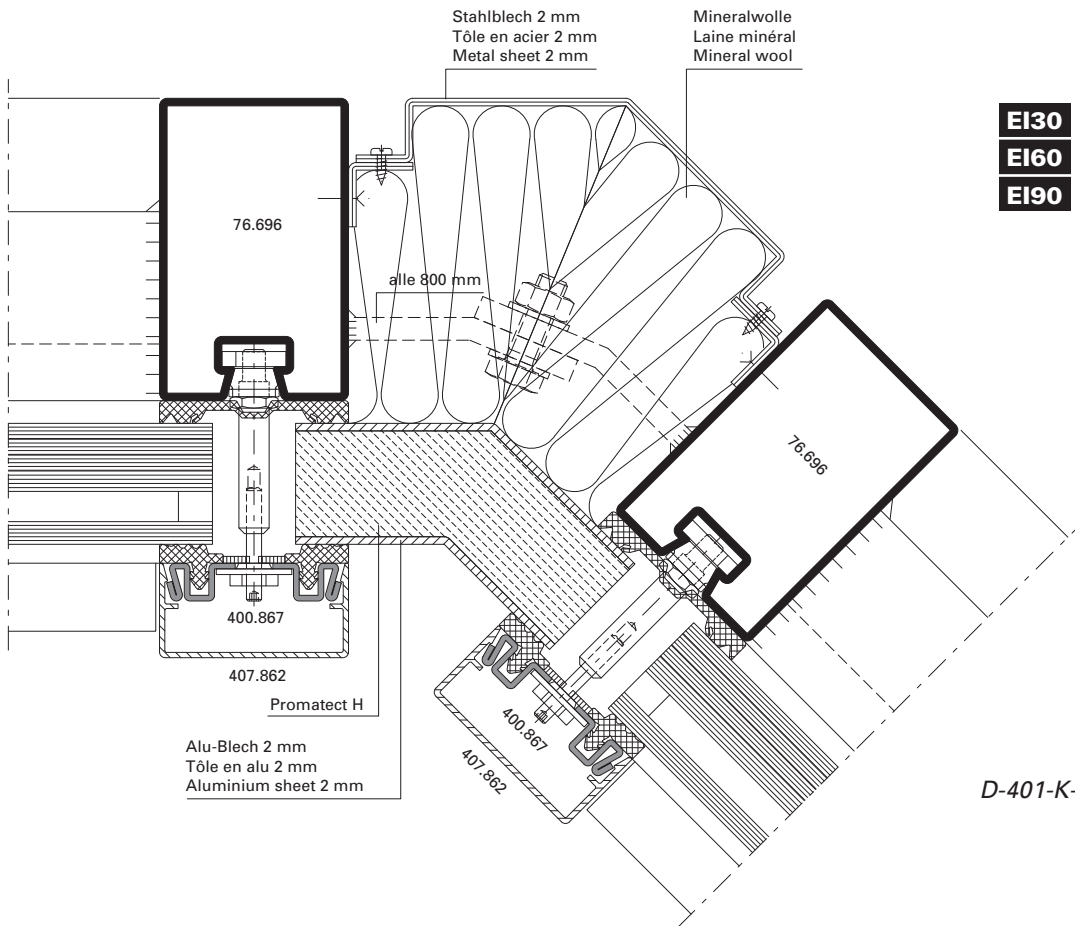 Stahlblech 2 mm
Tôle en acier 2 mm
Metal sheet 2 mm
Mineralwolle
Laine minéral
Mineral wool
EI30
EI60
EI90
76.696
alle 800 mm
76.696
400.867
407.862
Promatect H
400.867
407.862
Alu-Blech 2 mm
Tôle en alu 2 mm
Aluminium sheet 2 mm
D-401-K-